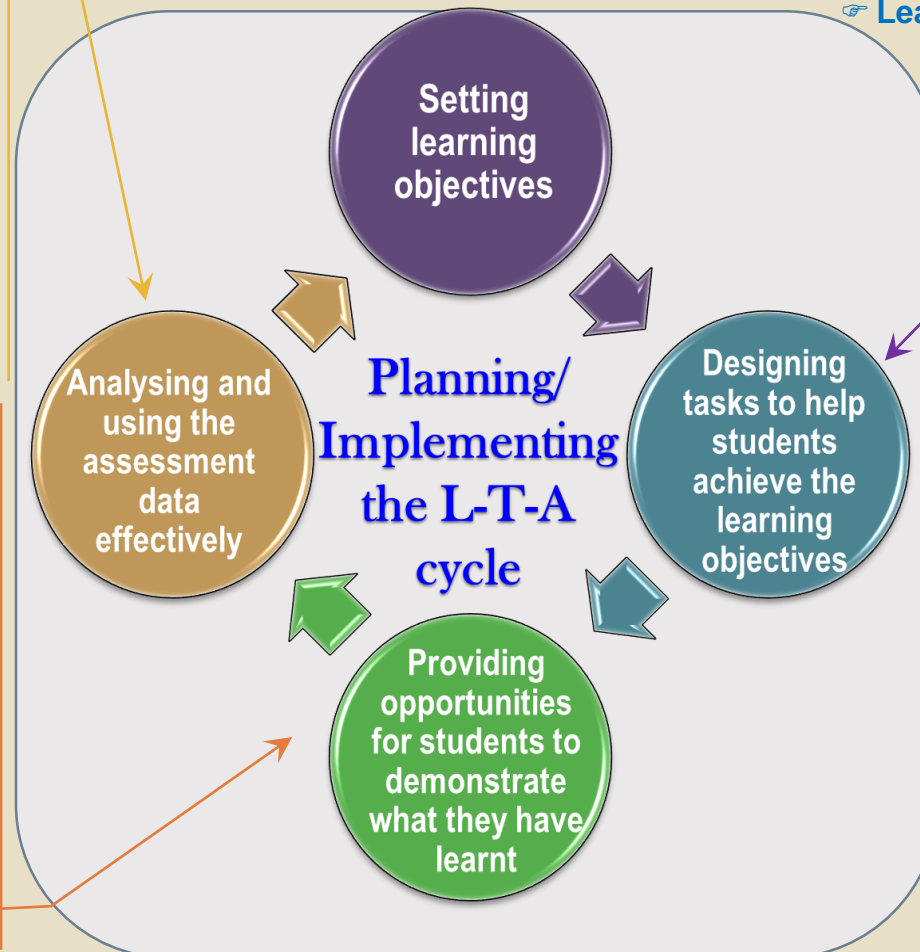 ☞ Lea
Setting
learning
objectives
Designing
tasks to help
students
achieve the
learning
objectives
Providing
opportunities
for students to
demonstrate
what they have
learnt
Analysing and
using the
assessment
data
effectively
Planning/
Implementing
the L-T-A
cycle